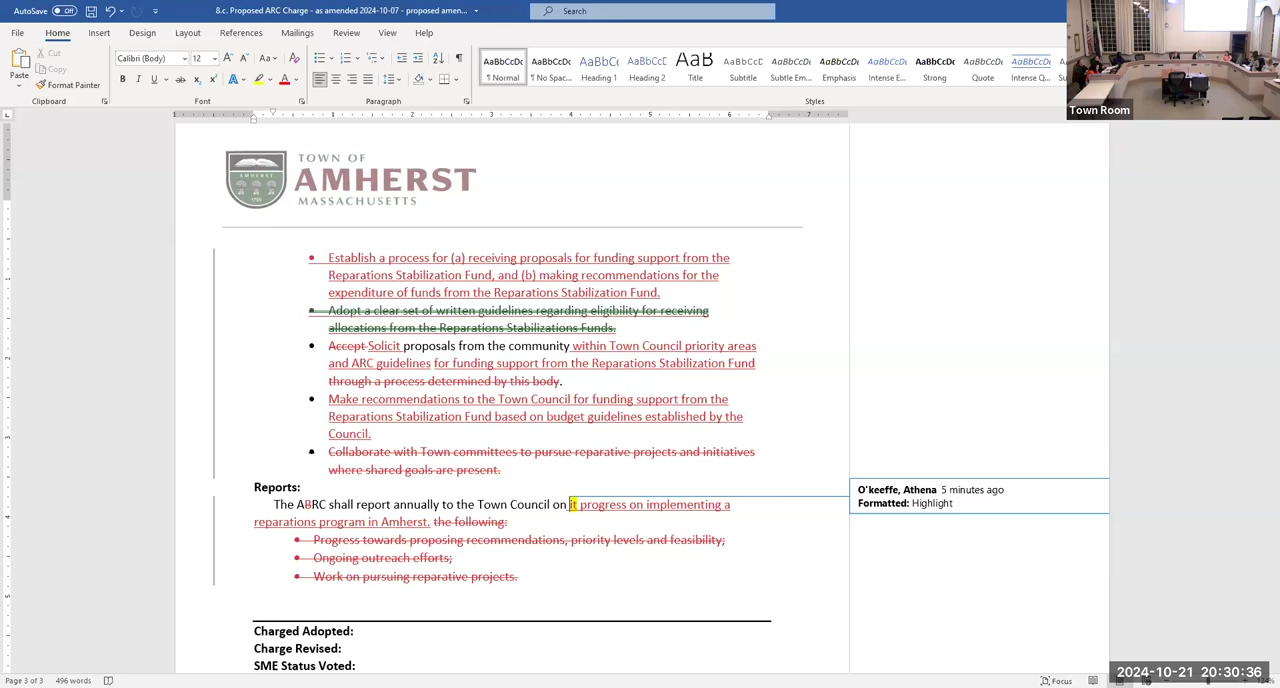 AutoSave Off 8.c. Proposed ARC Charge - as amended 2024-10-07 - proposed amen... Search
File Home Insert Design Layout References Mailings Review View Help
Paste Cut Copy Format Painter
Calibri (Body) 12
AaBbCcDc AaBbCcDc AaBbCc AaBbCcD AaB AaBbCcD AaBbCcDc AaBbCcDc AaBbCcDc AaBbCcDc AaBbCcDc AaBbCcDc
¶ Normal ¶ No Spac... Heading 1 Heading 2 Title Subtitle Subtle Em... Emphasis Intense E... Strong Quote Intense Q...
Clipboard Font Paragraph Styles
Town Room
TOWN OF
AMHERST
MASSACHUSETTS
• Establish a process for (a) receiving proposals for funding support from the
Reparations Stabilization Fund, and (b) making recommendations for the
expenditure of funds from the Reparations Stabilization Fund.
• Adopt a clear set of written guidelines regarding eligibility for receiving
allocations from the Reparations Stabilizations Funds.
• Accept Solicit proposals from the community within Town Council priority areas
and ARC guidelines for funding support from the Reparations Stabilization Fund
through a process determined by this body.
• Make recommendations to the Town Council for funding support from the
Reparations Stabilization Fund based on budget guidelines established by the
Council.
• Collaborate with Town committees to pursue reparative projects and initiatives
where shared goals are present.
Reports:
The ABRC shall report annually to the Town Council on it progress on implementing a
reparations program in Amherst. the following:
• Progress towards proposing recommendations, priority levels and feasibility;
• Ongoing outreach efforts;
• Work on pursuing reparative projects.
O'keeffe, Athena 5 minutes ago
Formatted: Highlight
Charged Adopted:
Charge Revised:
SME Status Voted:
Page 3 of 3 496 words Focus
2024-10-21 20:30:36